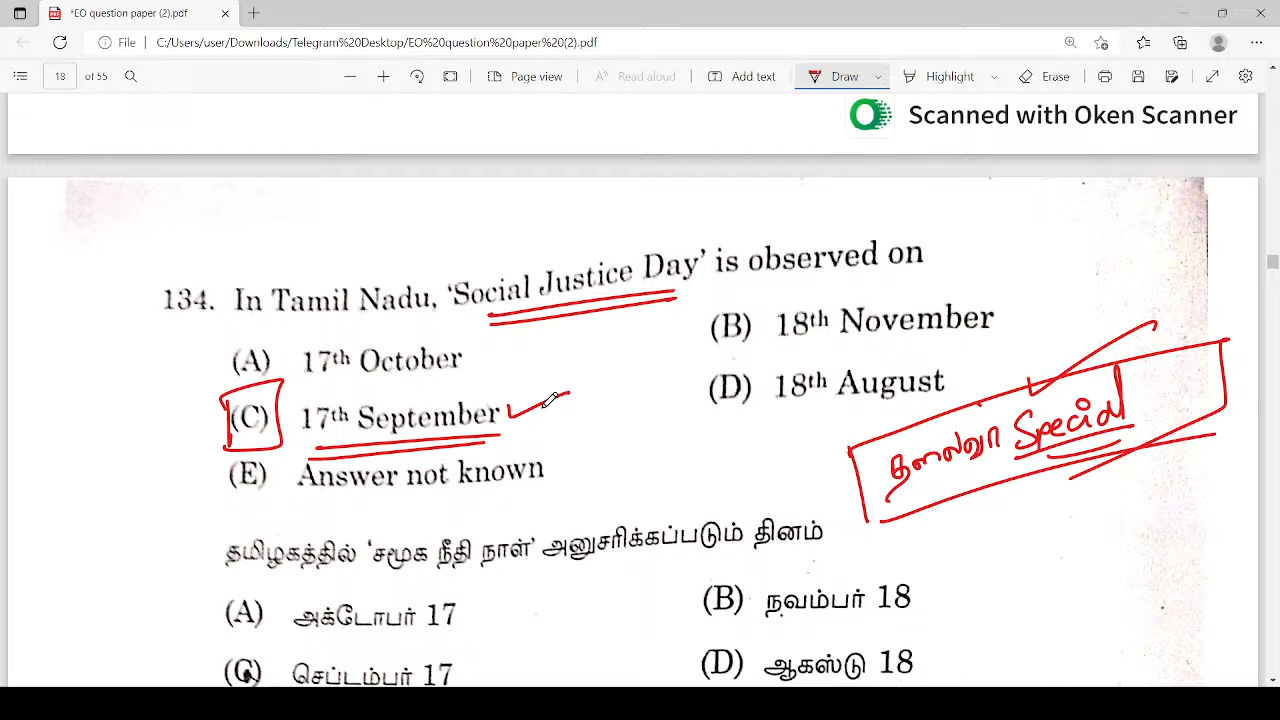 *EO question paper (2).pdf
File C:/Users/user/Downloads/Telegram%20Desktop/EO%20question%20paper%20(2).pdf
18 of 55 Page view Read aloud Add text Draw Highlight Erase
Scanned with Oken Scanner
134. In Tamil Nadu, 'Social Justice Day' is observed on
(A) 17th October (B) 18th November
(C) 17th September (D) 18th August
(E) Answer not known
Special
தமிழகத்தில் 'சமூக நீதி நாள்' அனுசரிக்கப்படும் தினம்
(A) அக்டோபர் 17 (B) நவம்பர் 18
(C) செப்டம்பர் 17 (D) ஆகஸ்டு 18